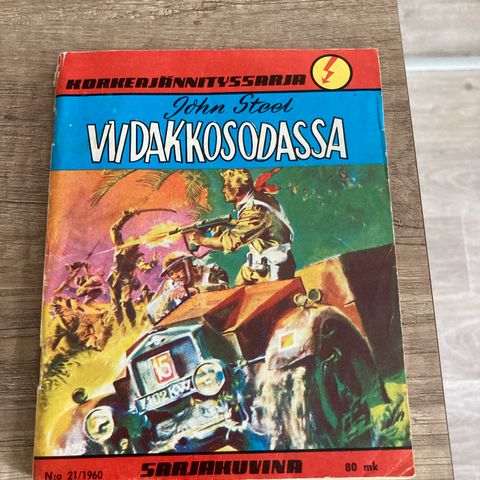 KORKEAJÄNNITYSSARJA
John Steel
VIIDAKKOSODASSA
15
N:o 21/1960
SARJAKUVINA
80 mk